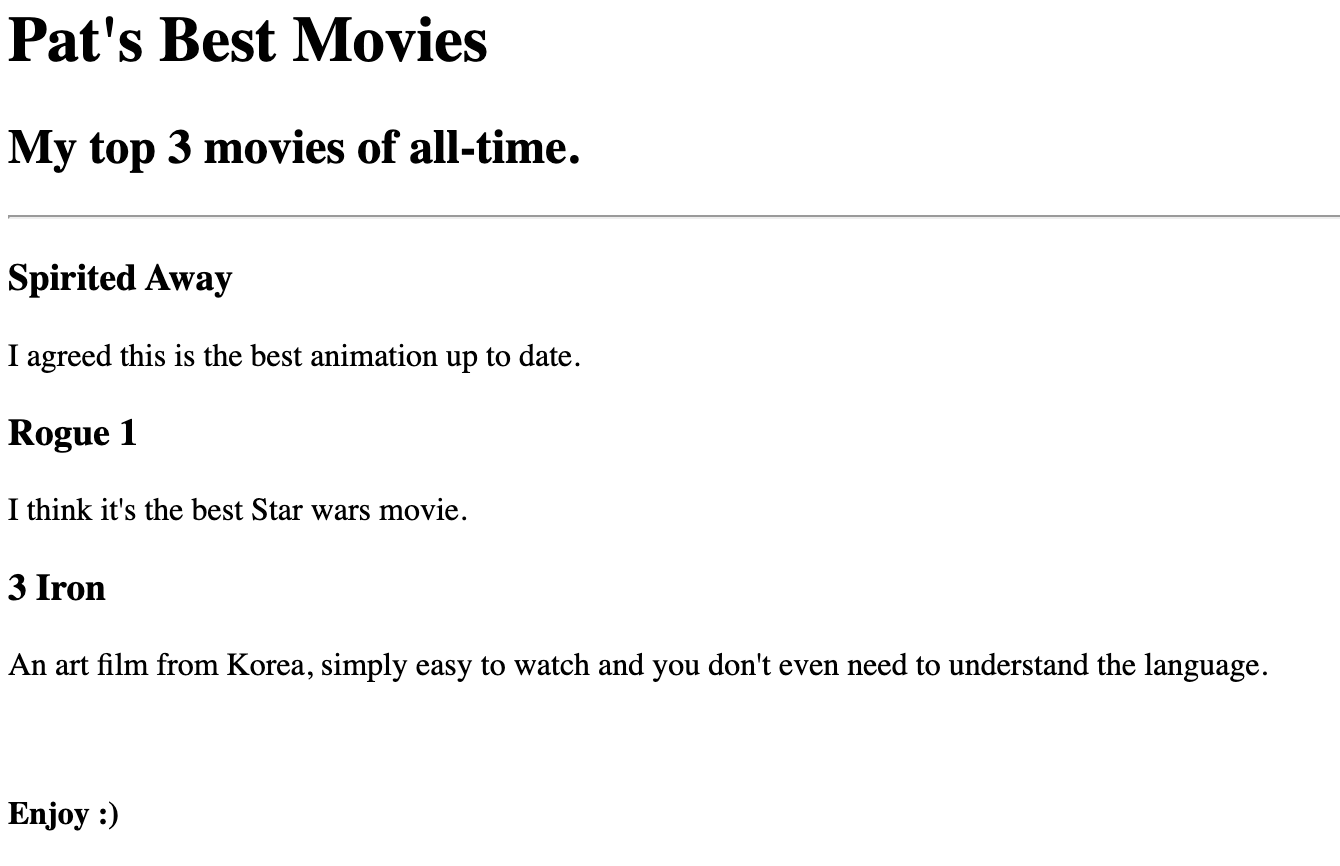 Pat's Best Movies
My top 3 movies of all-time.
Spirited Away
I agreed this is the best animation up to date.
Rogue 1
I think it's the best Star wars movie.
3 Iron
An art film from Korea, simply easy to watch and you don't even need to understand the language.
Enjoy :)